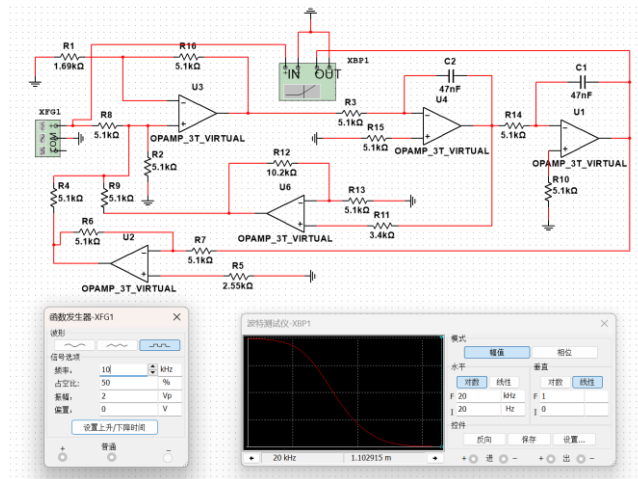 R1
1.69kΩ
R16
5.1kΩ
U3
OPAMP_3T_VIRTUAL
XFG1
COM
R8
5.1kΩ
R2
5.1kΩ
R4
5.1kΩ
R9
5.1kΩ
R6
5.1kΩ
U2
OPAMP_3T_VIRTUAL
R7
5.1kΩ
R5
2.55kΩ
R12
10.2kΩ
U6
OPAMP_3T_VIRTUAL
R13
5.1kΩ
R11
3.4kΩ
XBP1
IN OUT
R3
5.1kΩ
R15
5.1kΩ
C2
47nF
U4
OPAMP_3T_VIRTUAL
R14
5.1kΩ
C1
47nF
U1
OPAMP_3T_VIRTUAL
R10
5.1kΩ
函数发生器-XFG1
波形
信号选项
频率: 10 kHz
占空比: 50 %
振幅: 2 Vp
偏置: 0 V
设置上升/下降时间
+ 普通 -
波特测试仪-XBP1
模式
幅值 相位
水平 垂直
对数 线性 对数 线性
F 20 kHz F 1
I 20 Hz I 0
控件
反向 保存 设置...
20 kHz 1.102915 m
+ 进 - + 出 -